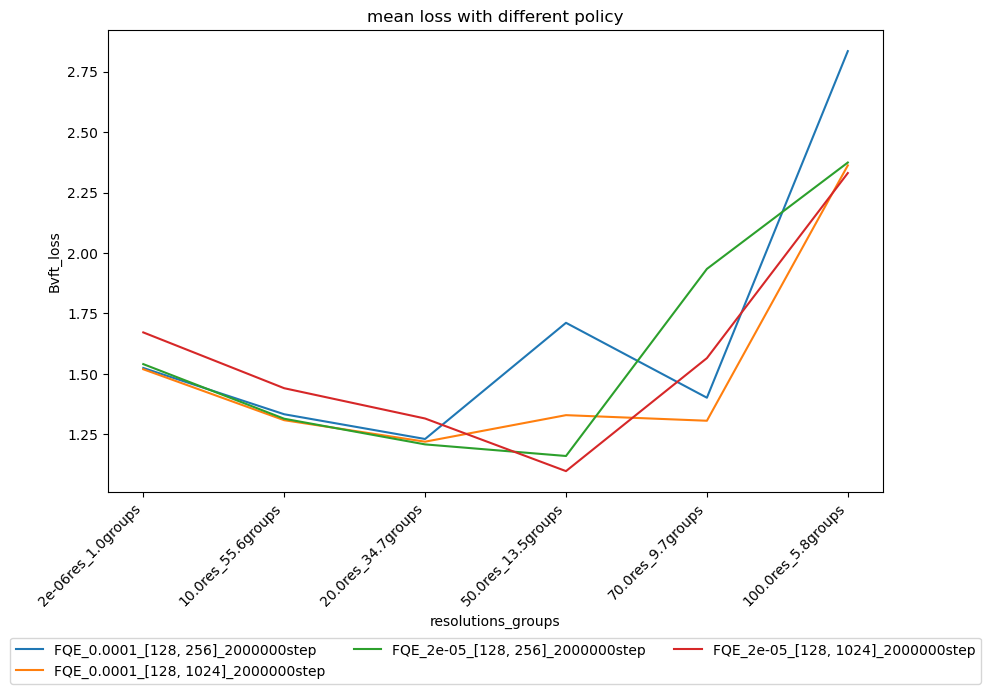 mean loss with different policy
2.75
2.50
2.25
2.00
1.75
1.50
1.25
Bvft_loss
2e-06res_1.0groups
10.0res_55.6groups
20.0res_34.7groups
50.0res_13.5groups
70.0res_9.7groups
100.0res_5.8groups
resolutions_groups
FQE_0.0001_[128, 256]_2000000step
FQE_0.0001_[128, 1024]_2000000step
FQE_2e-05_[128, 256]_2000000step
FQE_2e-05_[128, 1024]_2000000step